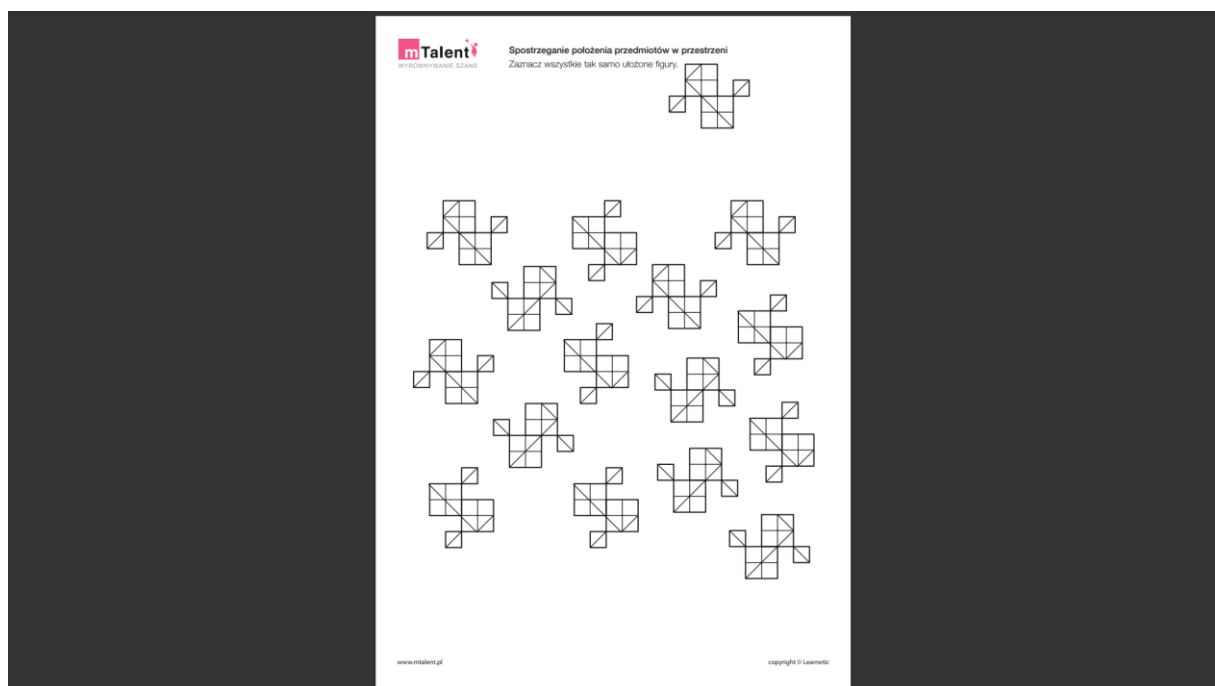 mTalent
WYRÓWNYWANIE SZANS
Spostrzeganie położenia przedmiotów w przestrzeni
Zaznacz wszystkie tak samo ułożone figury.
www.mtalent.pl
copyright © Learnetic